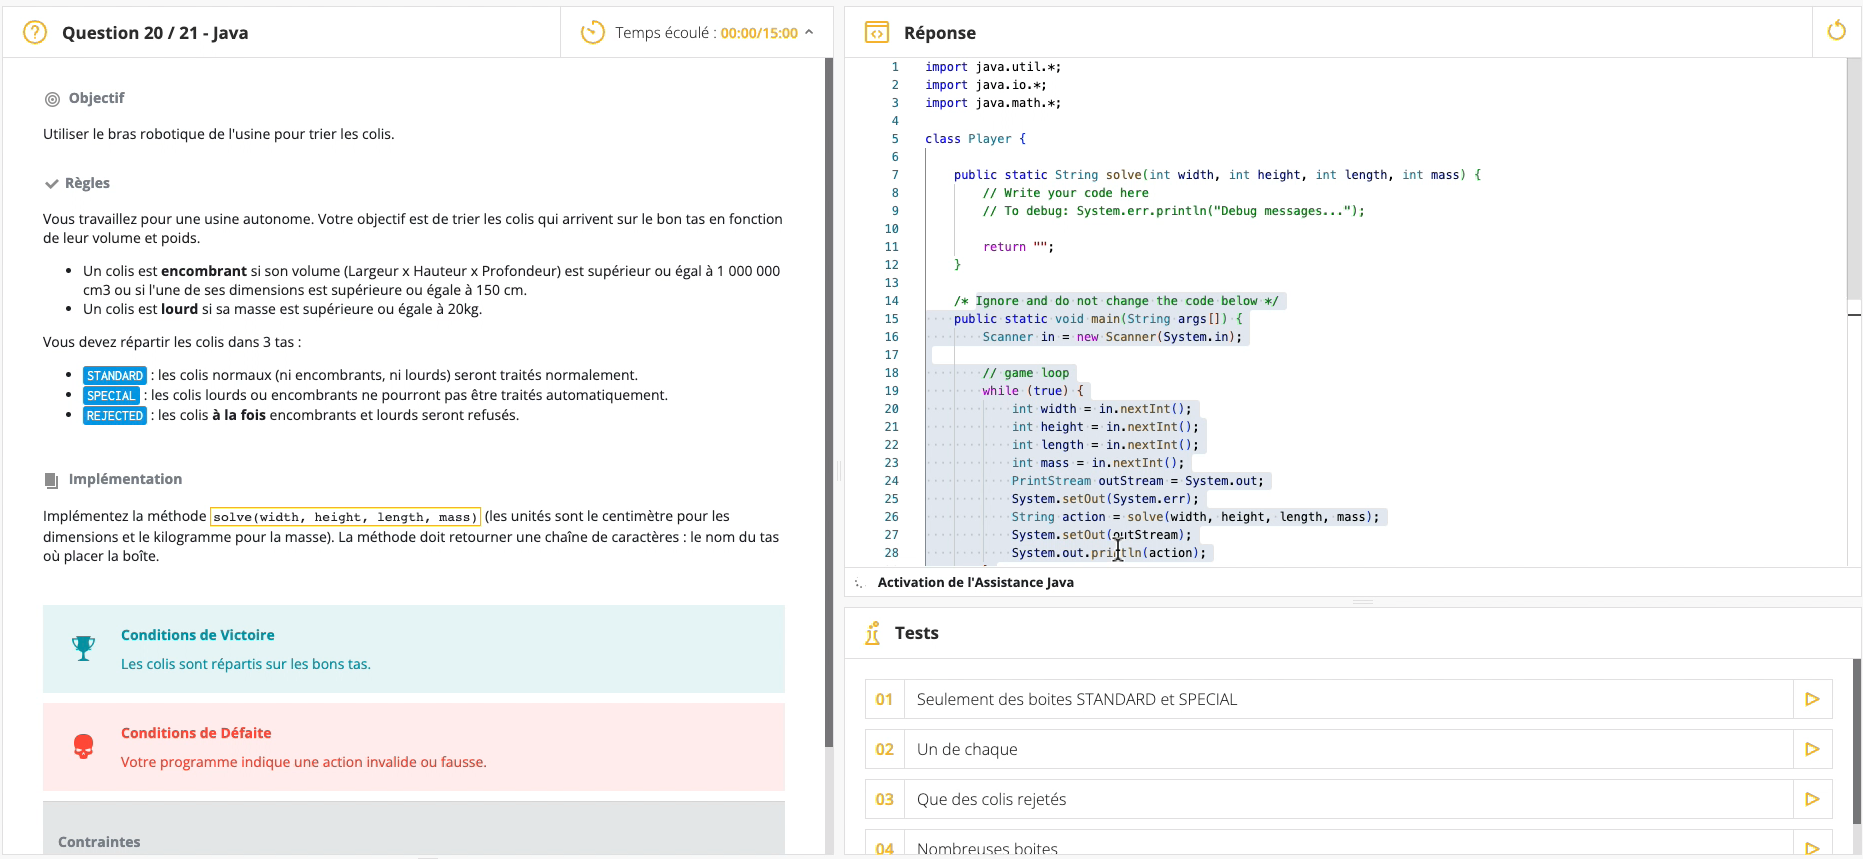 Question 20 / 21 - Java
Temps écoulé : 00:00/15:00
Objectif
Utiliser le bras robotique de l'usine pour trier les colis.
Règles
Vous travaillez pour une usine autonome. Votre objectif est de trier les colis qui arrivent sur le bon tas en fonction
de leur volume et poids.
• Un colis est encombrant si son volume (Largeur x Hauteur x Profondeur) est supérieur ou égal à 1 000 000
cm3 ou si l'une de ses dimensions est supérieure ou égale à 150 cm.
• Un colis est lourd si sa masse est supérieure ou égale à 20kg.
Vous devez répartir les colis dans 3 tas :
• STANDARD : les colis normaux (ni encombrants, ni lourds) seront traités normalement.
• SPECIAL : les colis lourds ou encombrants ne pourront pas être traités automatiquement.
• REJECTED : les colis à la fois encombrants et lourds seront refusés.
Implémentation
Implémentez la méthode solve(width, height, length, mass) (les unités sont le centimètre pour les
dimensions et le kilogramme pour la masse). La méthode doit retourner une chaîne de caractères : le nom du tas
où placer la boîte.
Conditions de Victoire
Les colis sont répartis sur les bons tas.
Conditions de Défaite
Votre programme indique une action invalide ou fausse.
Contraintes
Réponse
1 import java.util.*;
2 import java.io.*;
3 import java.math.*;
4
5 class Player {
6
7 public static String solve(int width, int height, int length, int mass) {
8 // Write your code here
9 // To debug: System.err.println("Debug messages...");
10
11 return "";
12 }
13
14 /* Ignore and do not change the code below */
15 public static void main(String args[]) {
16 Scanner in = new Scanner(System.in);
17
18 // game loop
19 while (true) {
20 int width = in.nextInt();
21 int height = in.nextInt();
22 int length = in.nextInt();
23 int mass = in.nextInt();
24 PrintStream outStream = System.out;
25 System.setOut(System.err);
26 String action = solve(width, height, length, mass);
27 System.setOut(outStream);
28 System.out.println(action);
Activation de l'Assistance Java
Tests
01 Seulement des boites STANDARD et SPECIAL
02 Un de chaque
03 Que des colis rejetés
04 Nombreuses boites